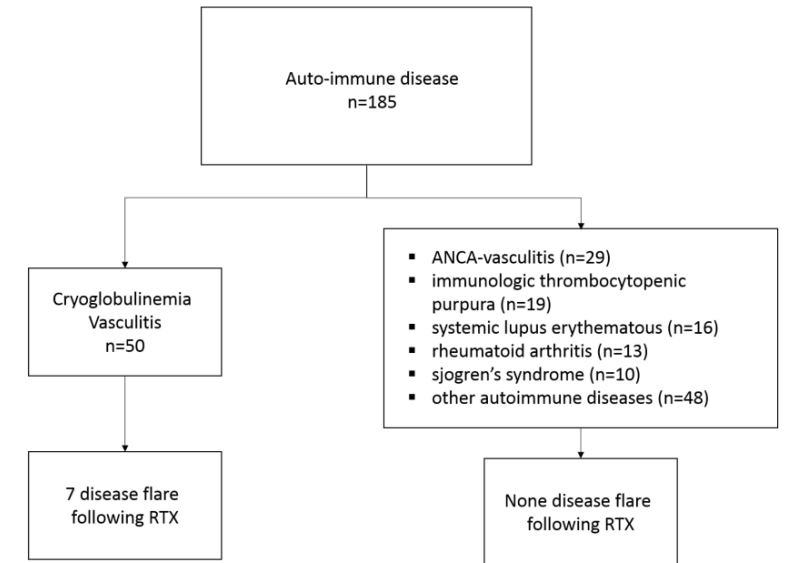 Auto-immune disease
n=185
Cryoglobulinemia
Vasculitis
n=50
▪ ANCA-vasculitis (n=29)
▪ immunologic thrombocytopenic
purpura (n=19)
▪ systemic lupus erythematous (n=16)
▪ rheumatoid arthritis (n=13)
▪ sjogren's syndrome (n=10)
▪ other autoimmune diseases (n=48)
7 disease flare
following RTX
None disease flare
following RTX